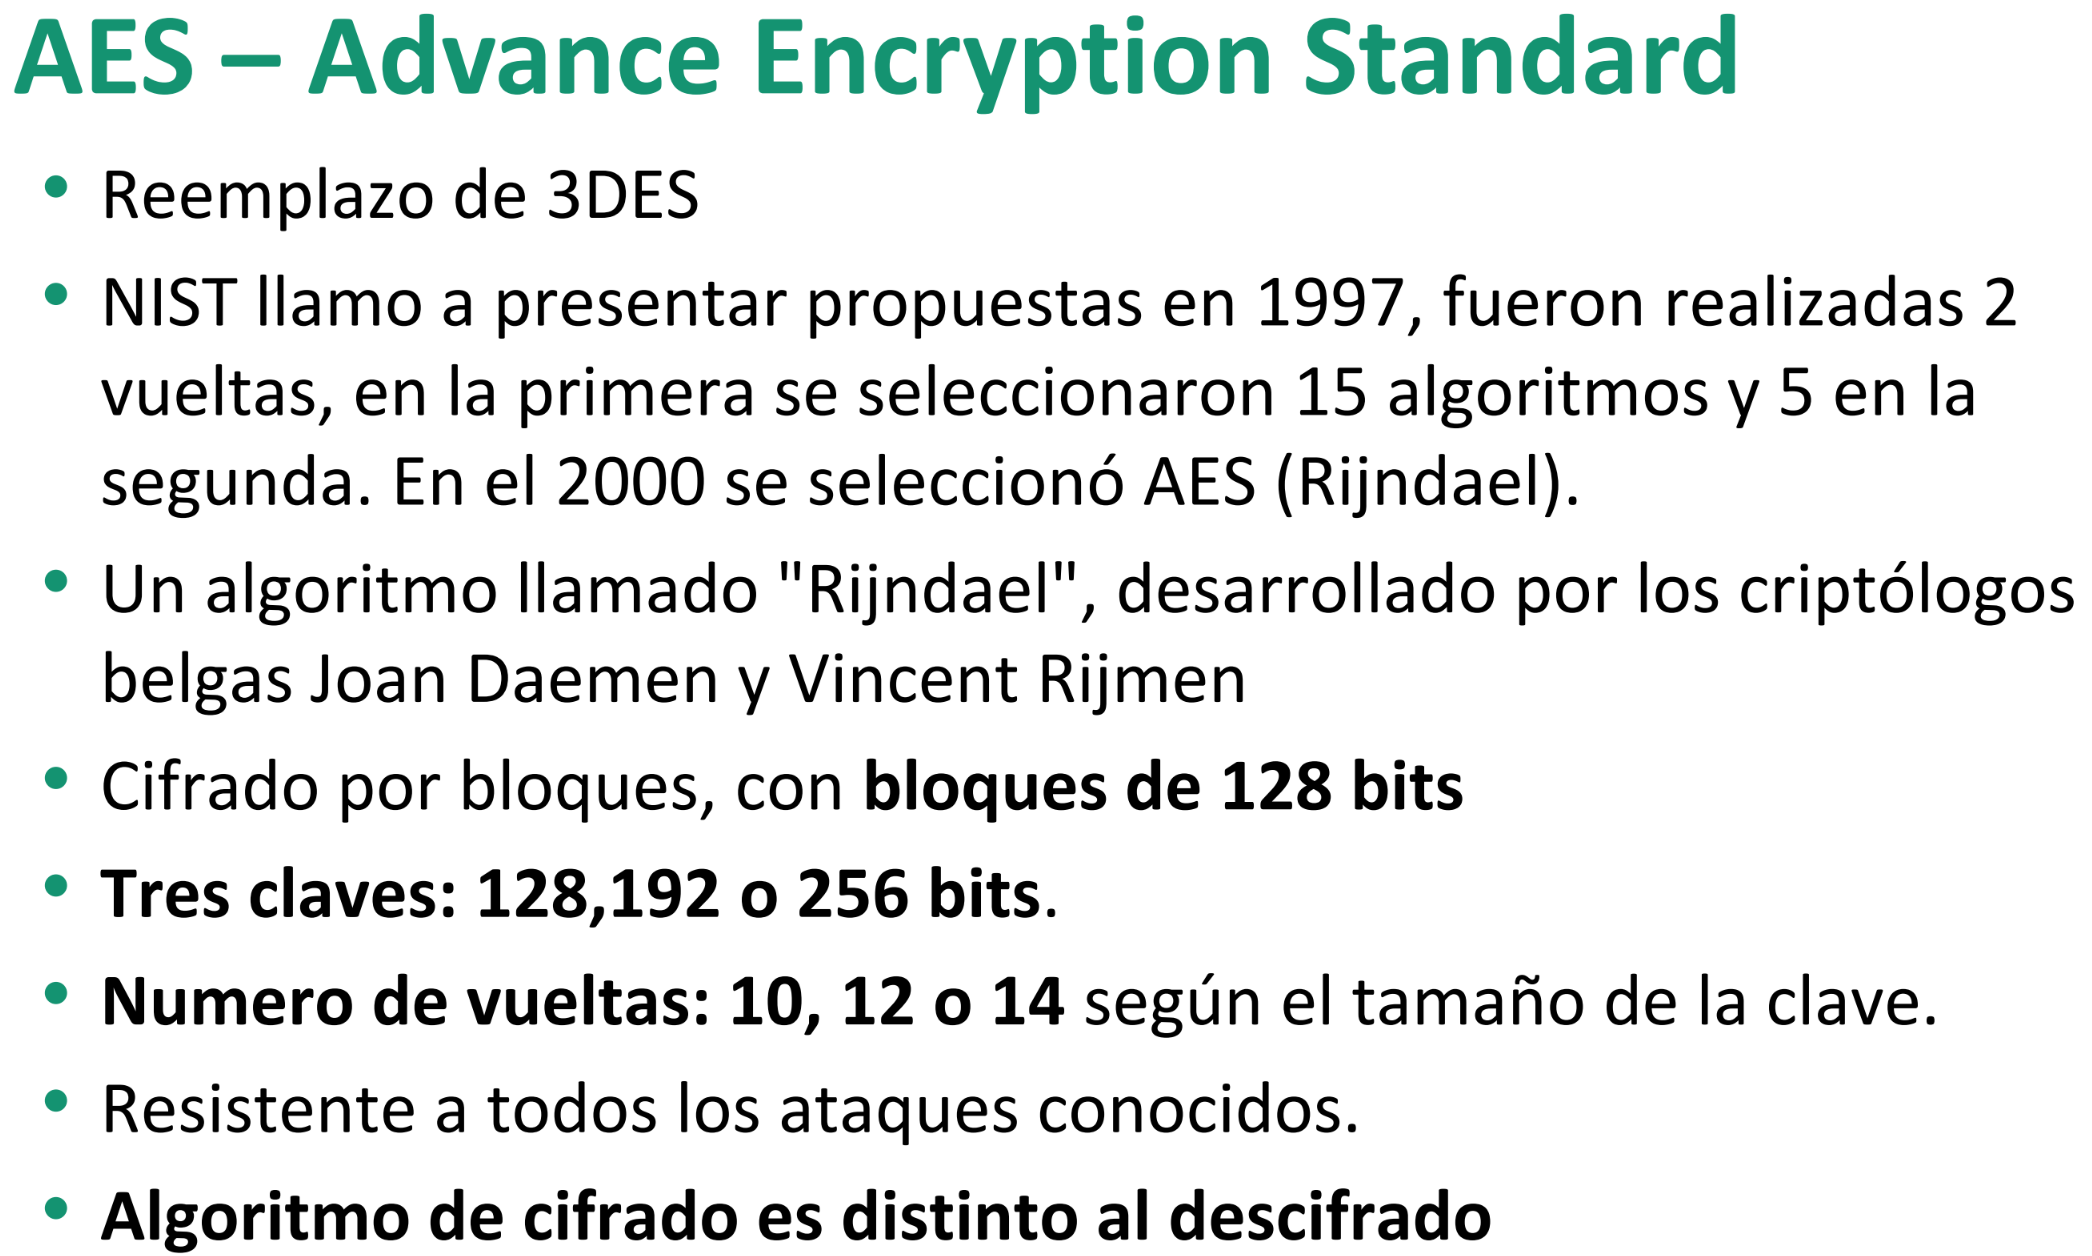 AES – Advance Encryption Standard
• Reemplazo de 3DES
• NIST llamo a presentar propuestas en 1997, fueron realizadas 2
vueltas, en la primera se seleccionaron 15 algoritmos y 5 en la
segunda. En el 2000 se seleccionó AES (Rijndael).
• Un algoritmo llamado "Rijndael", desarrollado por los criptólogos
belgas Joan Daemen y Vincent Rijmen
• Cifrado por bloques, con bloques de 128 bits
• Tres claves: 128,192 o 256 bits.
• Numero de vueltas: 10, 12 o 14 según el tamaño de la clave.
• Resistente a todos los ataques conocidos.
• Algoritmo de cifrado es distinto al descifrado